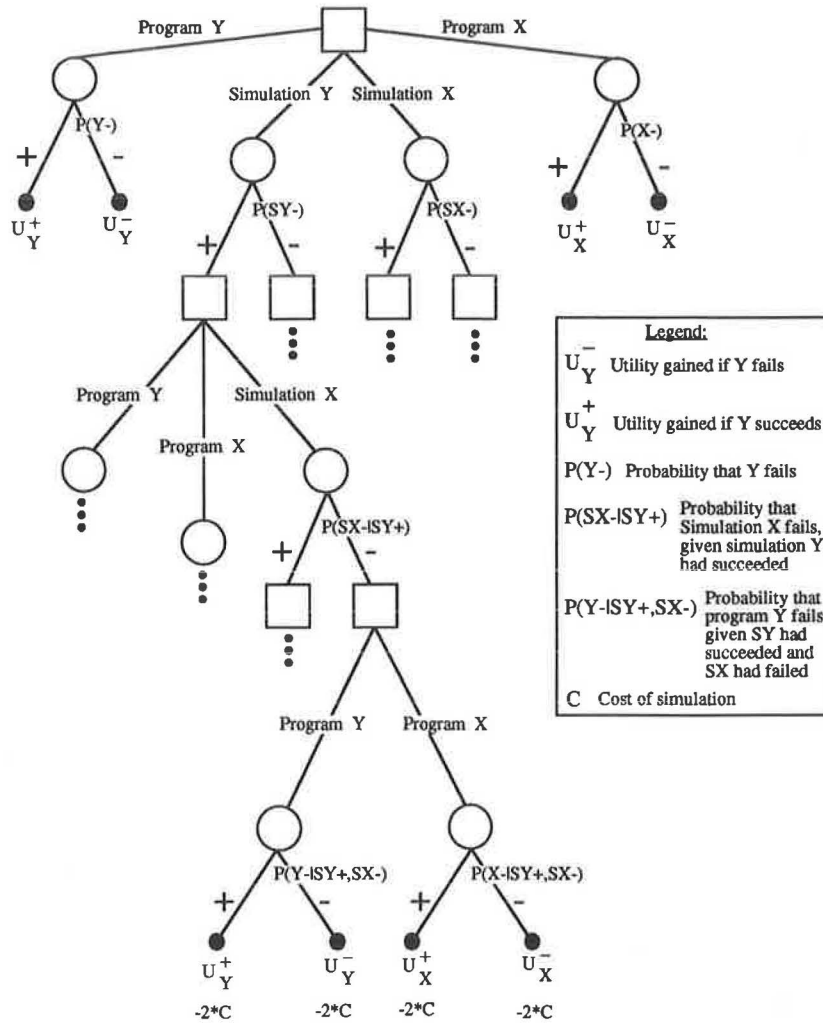 Program Y
Program X
Simulation Y
Simulation X
P(Y-)
P(X-)
+
-
+
-
U+Y
U-Y
U+X
U-X
P(SY-)
P(SX-)
+
-
+
-
Program Y
Simulation X
Program X
P(SX-|SY+)
+
-
Legend:
U-Y Utility gained if Y fails
U+Y Utility gained if Y succeeds
P(Y-) Probability that Y fails
P(SX-|SY+) Probability that
Simulation X fails,
given simulation Y
had succeeded
P(Y-|SY+,SX-) Probability that
program Y fails
given SY had
succeeded and
SX had failed
C Cost of simulation
Program Y
Program X
P(Y-|SY+,SX-)
P(X-|SY+,SX-)
+
-
+
-
U+Y
U-Y
U+X
U-X
-2*C
-2*C
-2*C
-2*C